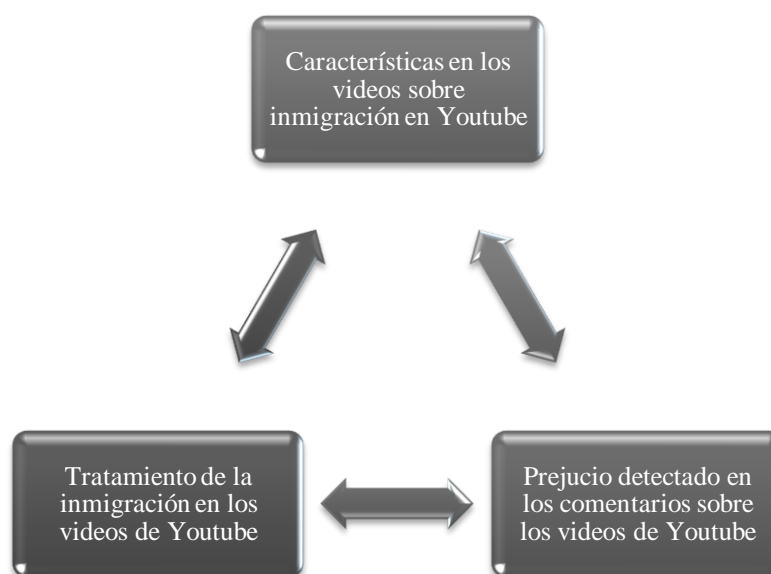 Características en los
videos sobre
inmigración en Youtube
Tratamiento de la
inmigración en los
videos de Youtube
Prejucio detectado en
los comentarios sobre
los videos de Youtube